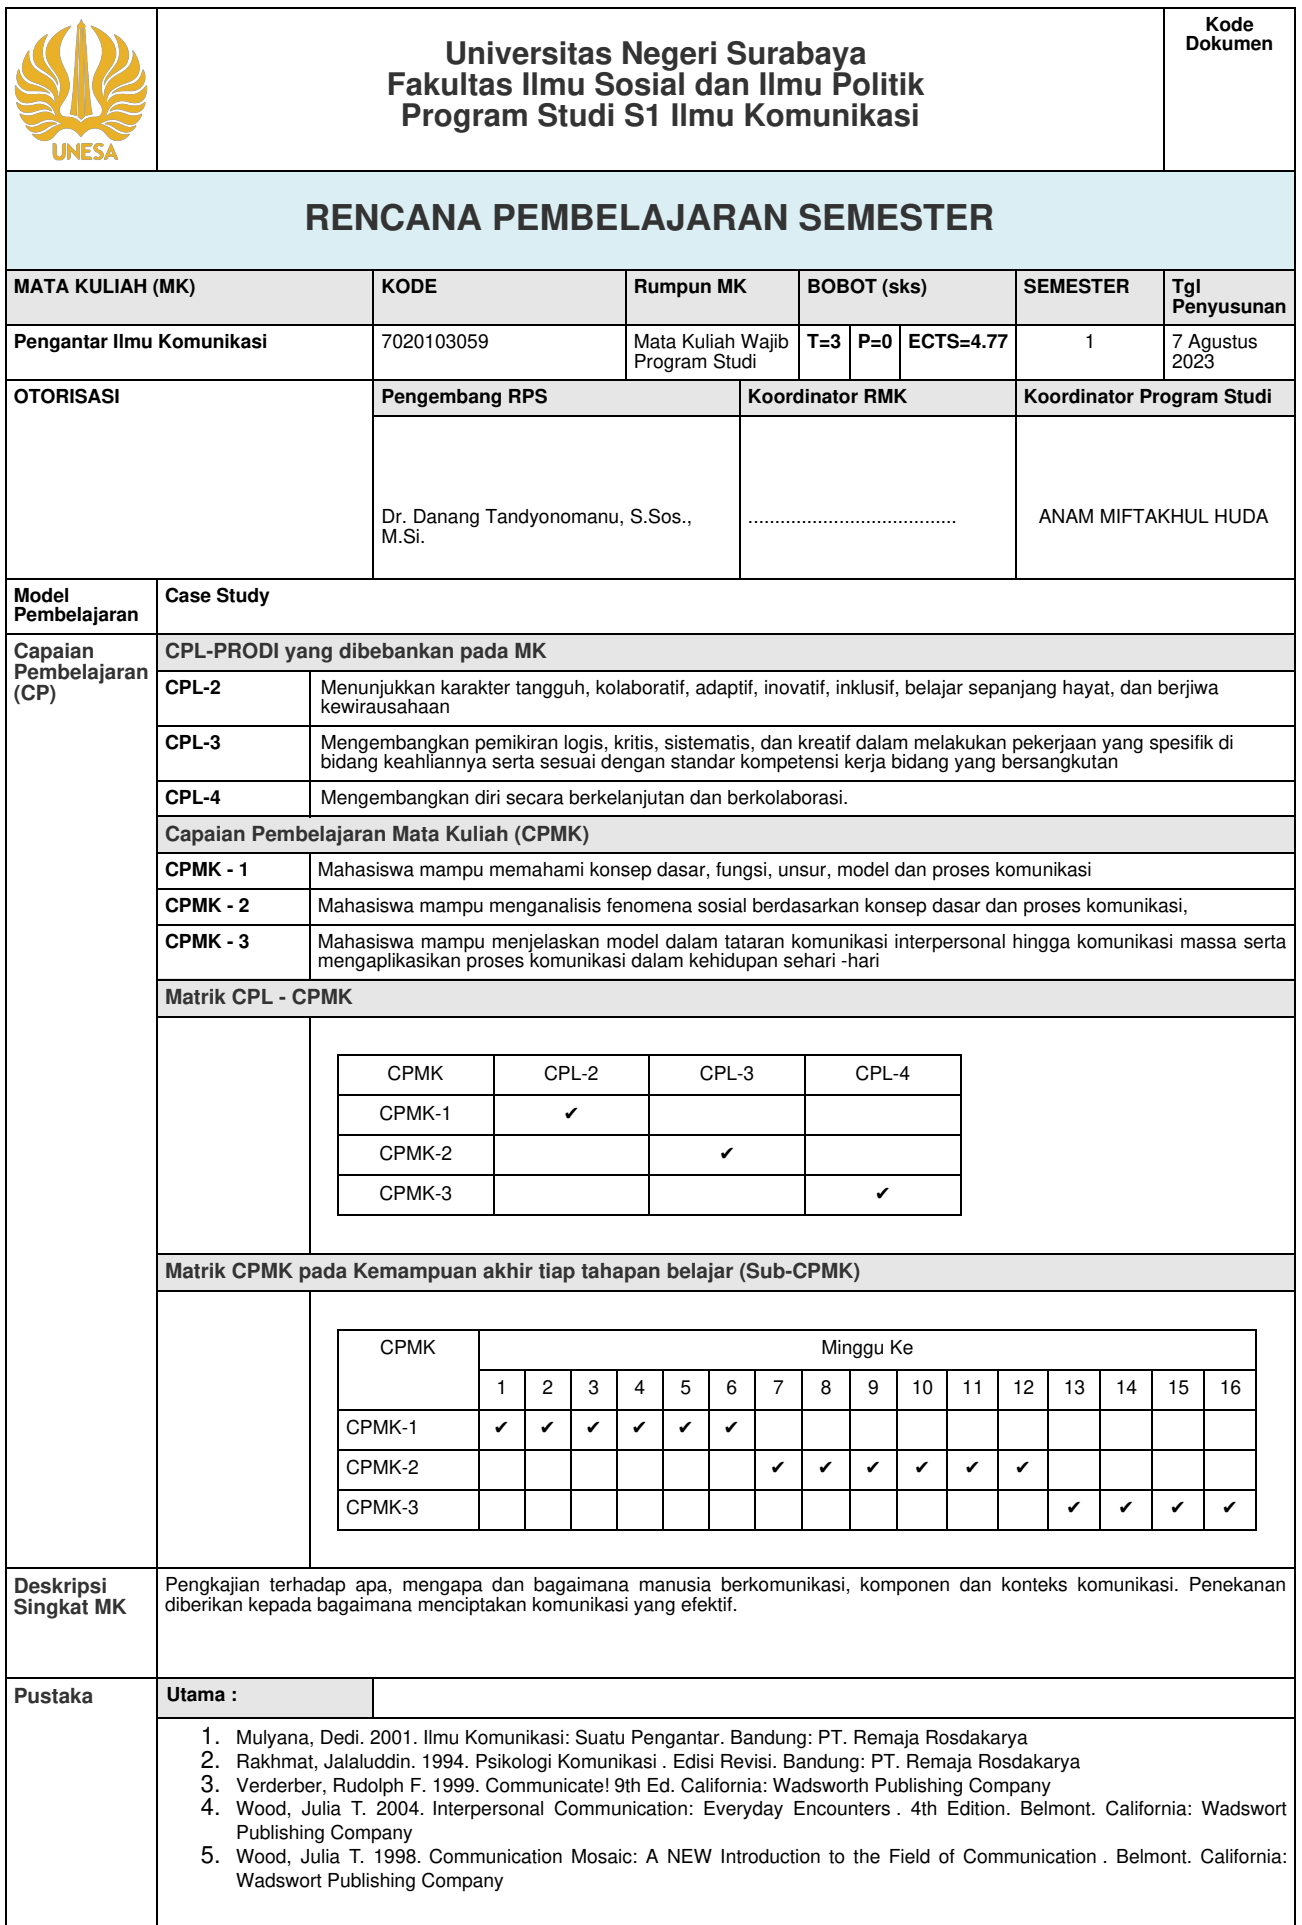 UNESA
Universitas Negeri Surabaya
Fakultas Ilmu Sosial dan Ilmu Politik
Program Studi S1 Ilmu Komunikasi
Kode
Dokumen
RENCANA PEMBELAJARAN SEMESTER
MATA KULIAH (MK) KODE Rumpun MK BOBOT (sks) SEMESTER Tgl
Penyusunan
Pengantar Ilmu Komunikasi 7020103059 Mata Kuliah Wajib T=3 P=0 ECTS=4.77 1 7 Agustus
Program Studi 2023
OTORISASI Pengembang RPS Koordinator RMK Koordinator Program Studi
Dr. Danang Tandyonomanu, S.Sos., ....................................... ANAM MIFTAKHUL HUDA
M.Si.
Model Case Study
Pembelajaran
Capaian CPL-PRODI yang dibebankan pada MK
Pembelajaran
(CP)
CPL-2 Menunjukkan karakter tangguh, kolaboratif, adaptif, inovatif, inklusif, belajar sepanjang hayat, dan berjiwa
kewirausahaan
CPL-3 Mengembangkan pemikiran logis, kritis, sistematis, dan kreatif dalam melakukan pekerjaan yang spesifik di
bidang keahliannya serta sesuai dengan standar kompetensi kerja bidang yang bersangkutan
CPL-4 Mengembangkan diri secara berkelanjutan dan berkolaborasi.
Capaian Pembelajaran Mata Kuliah (CPMK)
CPMK - 1 Mahasiswa mampu memahami konsep dasar, fungsi, unsur, model dan proses komunikasi
CPMK - 2 Mahasiswa mampu menganalisis fenomena sosial berdasarkan konsep dasar dan proses komunikasi,
CPMK - 3 Mahasiswa mampu menjelaskan model dalam tataran komunikasi interpersonal hingga komunikasi massa serta
mengaplikasikan proses komunikasi dalam kehidupan sehari -hari
Matrik CPL - CPMK
CPMK CPL-2 CPL-3 CPL-4
CPMK-1 ✔
CPMK-2 ✔
CPMK-3 ✔
Matrik CPMK pada Kemampuan akhir tiap tahapan belajar (Sub-CPMK)
CPMK Minggu Ke
1 2 3 4 5 6 7 8 9 10 11 12 13 14 15 16
CPMK-1 ✔ ✔ ✔ ✔ ✔ ✔
CPMK-2 ✔ ✔ ✔ ✔ ✔ ✔
CPMK-3 ✔ ✔ ✔ ✔
Deskripsi
Singkat MK
Pengkajian terhadap apa, mengapa dan bagaimana manusia berkomunikasi, komponen dan konteks komunikasi. Penekanan
diberikan kepada bagaimana menciptakan komunikasi yang efektif.
Pustaka Utama :
1. Mulyana, Dedi. 2001. Ilmu Komunikasi: Suatu Pengantar. Bandung: PT. Remaja Rosdakarya
2. Rakhmat, Jalaluddin. 1994. Psikologi Komunikasi . Edisi Revisi. Bandung: PT. Remaja Rosdakarya
3. Verderber, Rudolph F. 1999. Communicate! 9th Ed. California: Wadsworth Publishing Company
4. Wood, Julia T. 2004. Interpersonal Communication: Everyday Encounters . 4th Edition. Belmont. California: Wadswort
Publishing Company
5. Wood, Julia T. 1998. Communication Mosaic: A NEW Introduction to the Field of Communication . Belmont. California:
Wadswort Publishing Company